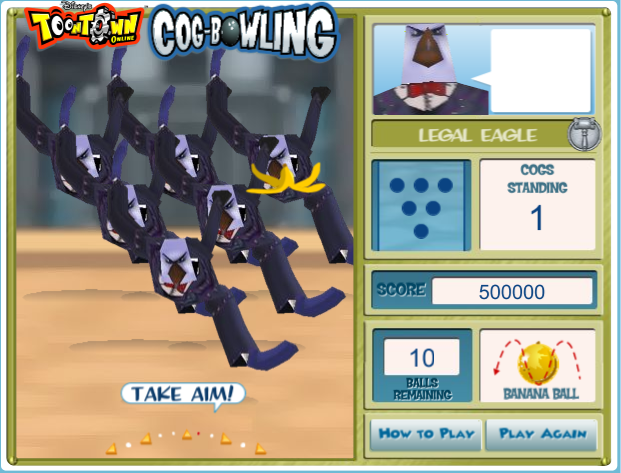 Disney's
TOONTOWN
ONLINE
COG-BOWLING
LEGAL EAGLE
COGS
STANDING
1
SCORE 500000
10
BALLS
REMAINING
BANANA BALL
TAKE AIM!
HOW TO PLAY
PLAY AGAIN